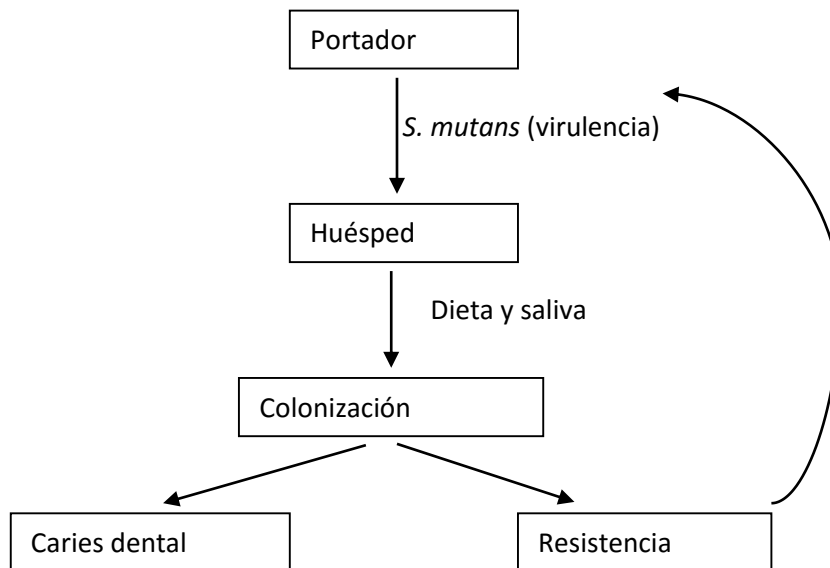 Portador
S. mutans (virulencia)
Huésped
Dieta y saliva
Colonización
Caries dental
Resistencia